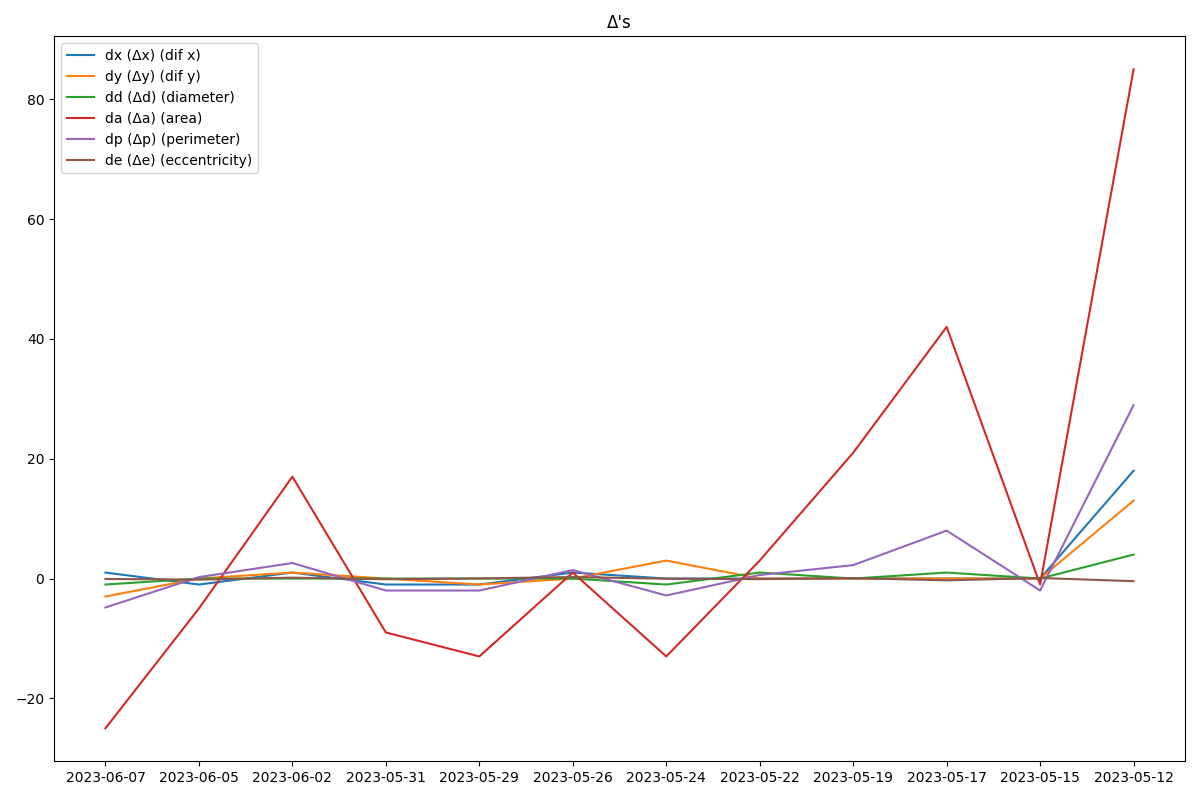 Δ's
dx (Δx) (dif x)
dy (Δy) (dif y)
dd (Δd) (diameter)
da (Δa) (area)
dp (Δp) (perimeter)
de (Δe) (eccentricity)
80
60
40
20
0
−20
2023-06-07 2023-06-05 2023-06-02 2023-05-31 2023-05-29 2023-05-26 2023-05-24 2023-05-22 2023-05-19 2023-05-17 2023-05-15 2023-05-12